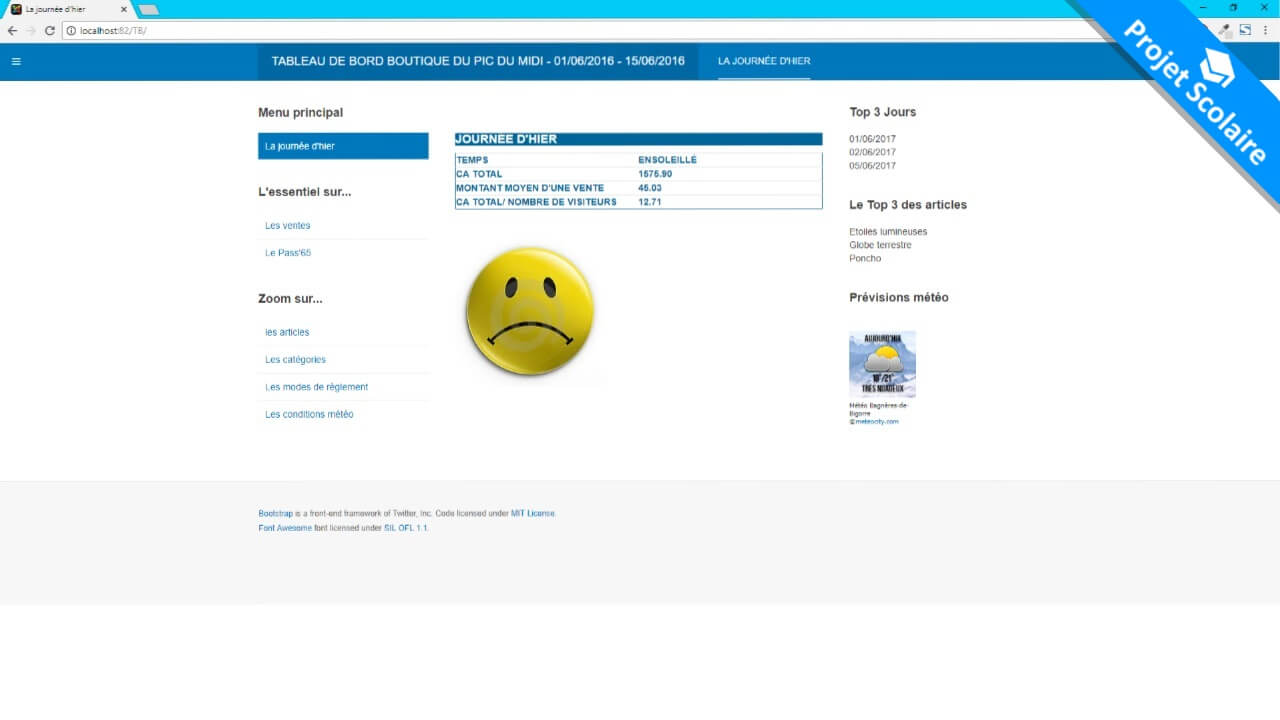 La journée d'hier
localhost:82/TB/
TABLEAU DE BORD BOUTIQUE DU PIC DU MIDI - 01/06/2016 - 15/06/2016
LA JOURNÉE D'HIER
Projet Scolaire
Menu principal
La journée d'hier
L'essentiel sur...
Les ventes
Le Pass'65
Zoom sur...
les articles
Les catégories
Les modes de règlement
Les conditions météo
JOURNEE D'HIER
TEMPS ENSOLEILLÉ
CA TOTAL 1575.90
MONTANT MOYEN D'UNE VENTE 45.03
CA TOTAL/ NOMBRE DE VISITEURS 12.71
Top 3 Jours
01/06/2017
02/06/2017
05/06/2017
Le Top 3 des articles
Etoiles lumineuses
Globe terrestre
Poncho
Prévisions météo
AUJOURD'HUI
TRES NUAGEUX
Météo Bagnères-de-
Bigorre
©meteocity.com
Bootstrap is a front-end framework of Twitter, Inc. Code licensed under MIT License.
Font Awesome font licensed under SIL OFL 1.1.